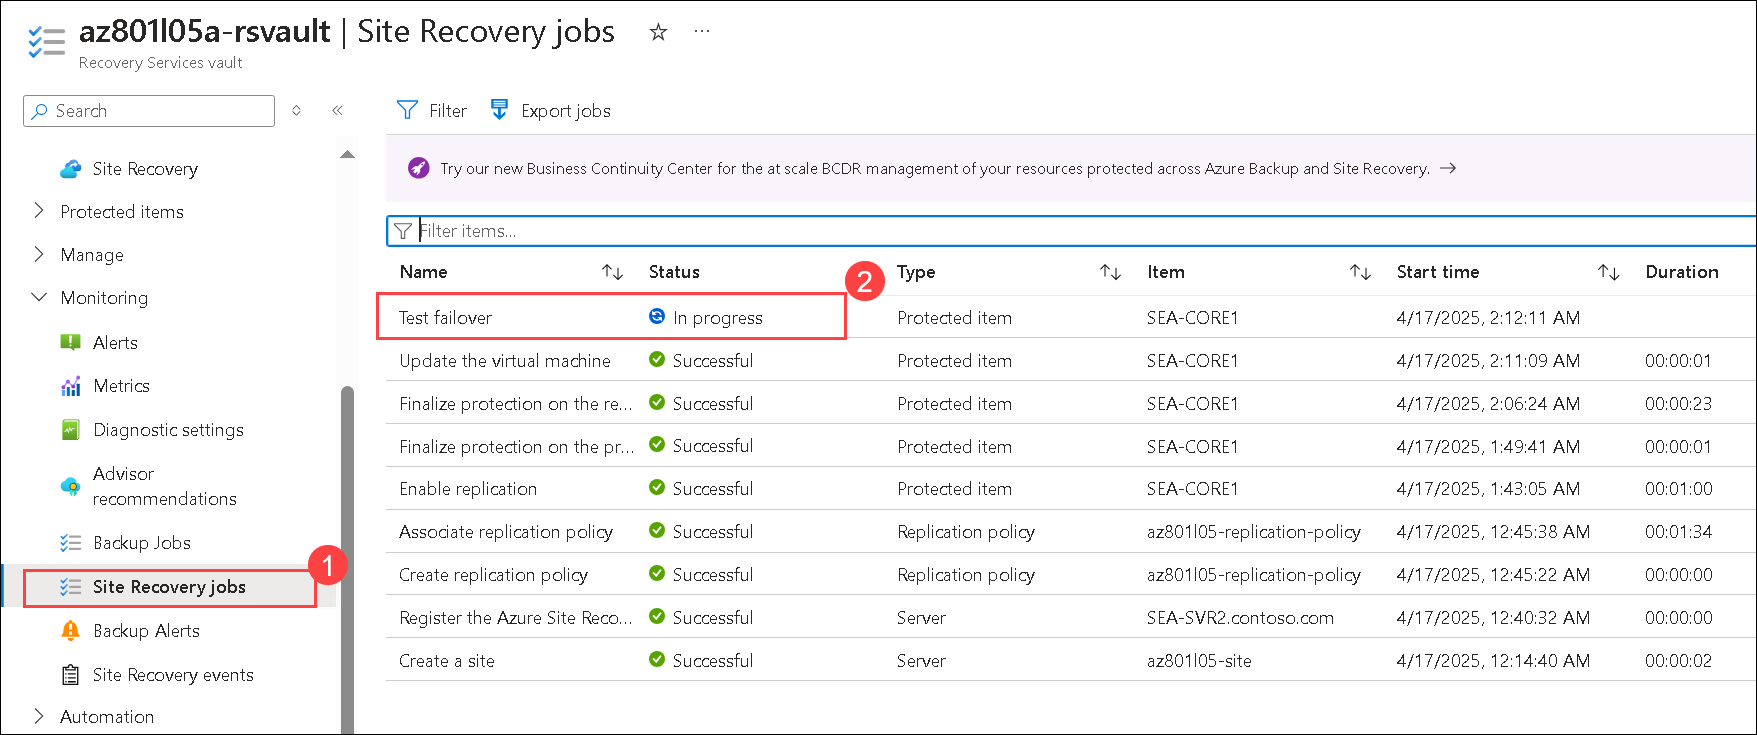 az801l05a-rsvault | Site Recovery jobs ☆ ...
Recovery Services vault
Search
Filter Export jobs
Try our new Business Continuity Center for the at scale BCDR management of your resources protected across Azure Backup and Site Recovery. →
Filter items...
Site Recovery
Protected items
Manage
Monitoring
Alerts
Metrics
Diagnostic settings
Advisor
recommendations
Backup Jobs
Site Recovery jobs
1
Backup Alerts
Site Recovery events
Automation
Name Status Type Item Start time Duration
2
Test failover In progress Protected item SEA-CORE1 4/17/2025, 2:12:11 AM
Update the virtual machine Successful Protected item SEA-CORE1 4/17/2025, 2:11:09 AM 00:00:01
Finalize protection on the re... Successful Protected item SEA-CORE1 4/17/2025, 2:06:24 AM 00:00:23
Finalize protection on the pr... Successful Protected item SEA-CORE1 4/17/2025, 1:49:41 AM 00:00:01
Enable replication Successful Protected item SEA-CORE1 4/17/2025, 1:43:05 AM 00:01:00
Associate replication policy Successful Replication policy az801l05-replication-policy 4/17/2025, 12:45:38 AM 00:01:34
Create replication policy Successful Replication policy az801l05-replication-policy 4/17/2025, 12:45:22 AM 00:00:00
Register the Azure Site Reco... Successful Server SEA-SVR2.contoso.com 4/17/2025, 12:40:32 AM 00:00:00
Create a site Successful Server az801l05-site 4/17/2025, 12:14:40 AM 00:00:02